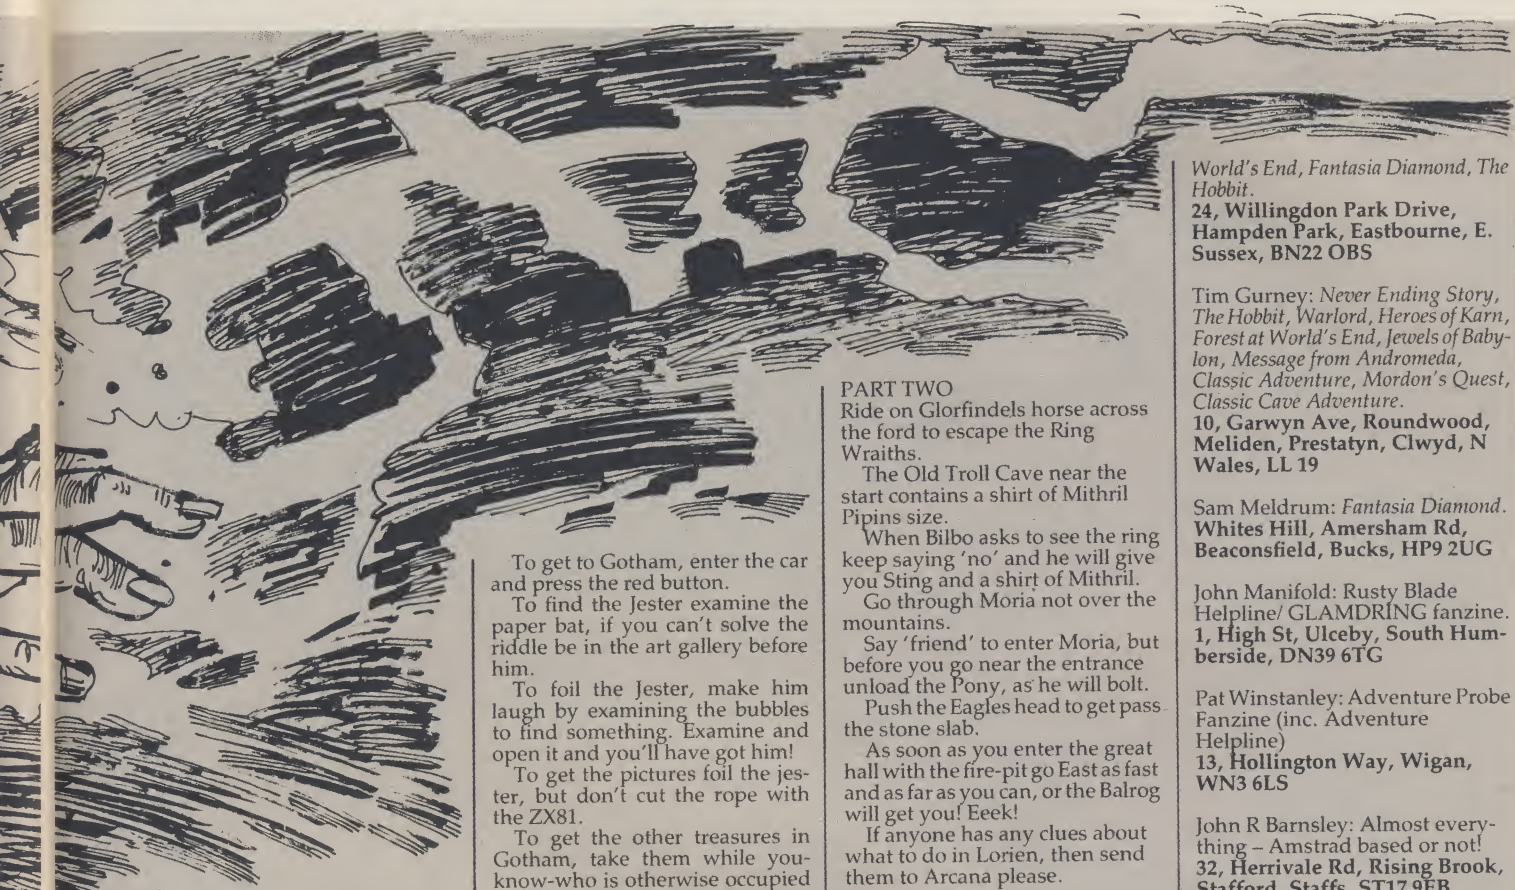 To get to Gotham, enter the car
and press the red button.
To find the Jester examine the
paper bat, if you can't solve the
riddle be in the art gallery before
him.
To foil the Jester, make him
laugh by examining the bubbles
to find something. Examine and
open it and you'll have got him!
To get the pictures foil the jes-
ter, but don't cut the rope with
the ZX81.
To get the other treasures in
Gotham, take them while you-
know-who is otherwise occupied
PART TWO
Ride on Glorfindels horse across
the ford to escape the Ring
Wraiths.
The Old Troll Cave near the
start contains a shirt of Mithril
Pipins size.
When Bilbo asks to see the ring
keep saying 'no' and he will give
you Sting and a shirt of Mithril.
Go through Moria not over the
mountains.
Say 'friend' to enter Moria, but
before you go near the entrance
unload the Pony, as he will bolt.
Push the Eagles head to get pass
the stone slab.
As soon as you enter the great
hall with the fire-pit go East as fast
and as far as you can, or the Balrog
will get you! Eeek!
If anyone has any clues about
what to do in Lorien, then send
them to Arcana please.
World's End, Fantasia Diamond, The
Hobbit.
24, Willingdon Park Drive,
Hampden Park, Eastbourne, E.
Sussex, BN22 OBS
Tim Gurney: Never Ending Story,
The Hobbit, Warlord, Heroes of Karn,
Forest at World's End, Jewels of Baby-
lon, Message from Andromeda,
Classic Adventure, Mordon's Quest,
Classic Cave Adventure.
10, Garwyn Ave, Roundwood,
Meliden, Prestatyn, Clwyd, N
Wales, LL 19
Sam Meldrum: Fantasia Diamond.
Whites Hill, Amersham Rd,
Beaconsfield, Bucks, HP9 2UG
John Manifold: Rusty Blade
Helpline/ GLAMDRING fanzine.
1, High St, Ulceby, South Hum-
berside, DN39 6TG
Pat Winstanley: Adventure Probe
Fanzine (inc. Adventure
Helpline)
13, Hollington Way, Wigan,
WN3 6LS
John R Barnsley: Almost every-
thing – Amstrad based or not!
32, Herrivale Rd, Rising Brook,
Stafford, Staffs, ST17 9EB